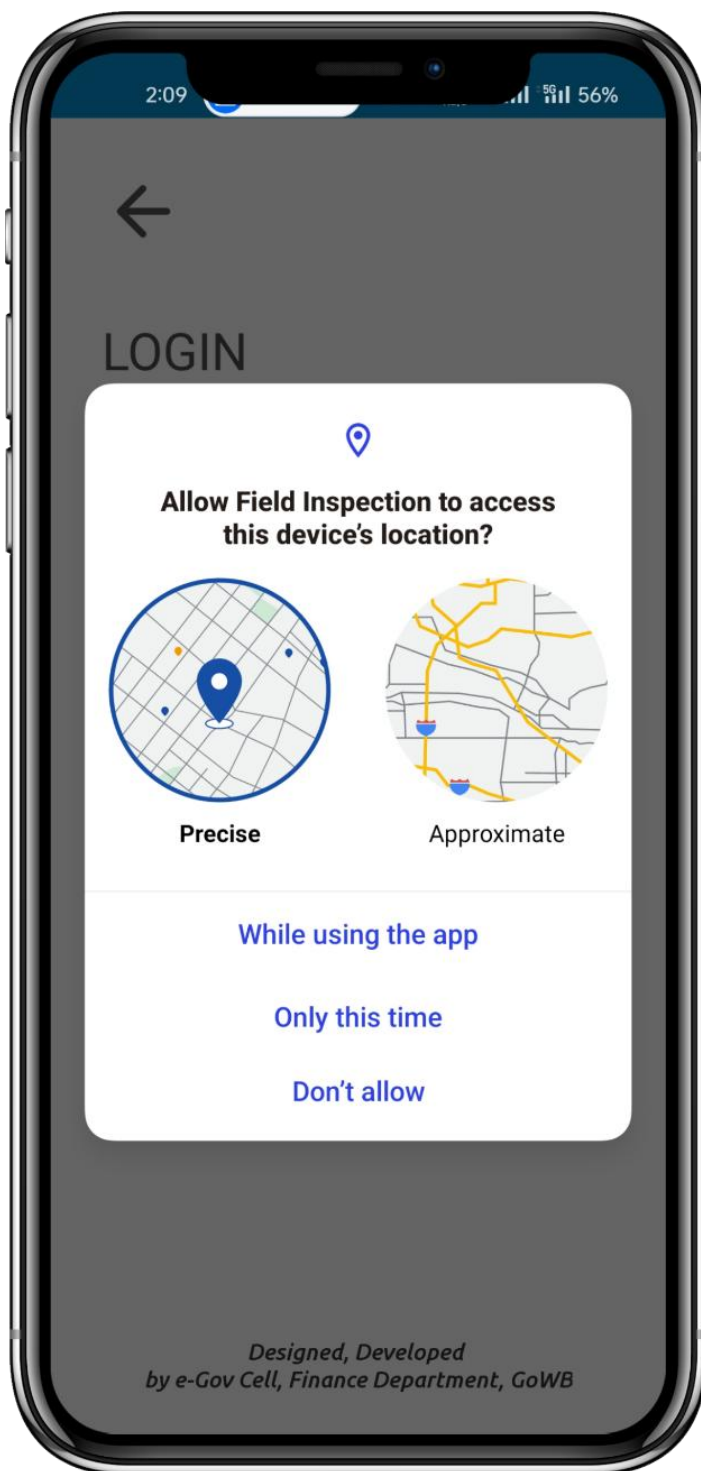 2:09
5G 56%
LOGIN
Allow Field Inspection to access
this device’s location?
Precise
Approximate
While using the app
Only this time
Don’t allow
Designed, Developed
by e-Gov Cell, Finance Department, GoWB